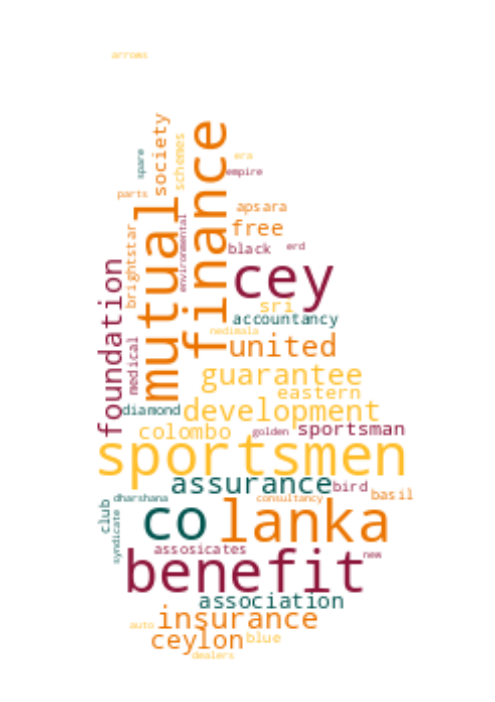 arrows
society
finance
spare
schemes
era
empire
parts
mutual
apsara
environmental
free
brightstar
black
erd
foundation
cey
sri
accountancy
nedimala
united
medical
guarantee
eastern
diamond
development
colombo
golden
sportsman
sportsmen
assurance
bird
basil
dharshana
consultancy
club
co
lanka
syndicate
assosicates
new
benefit
association
insurance
auto
ceylon
blue
dealers